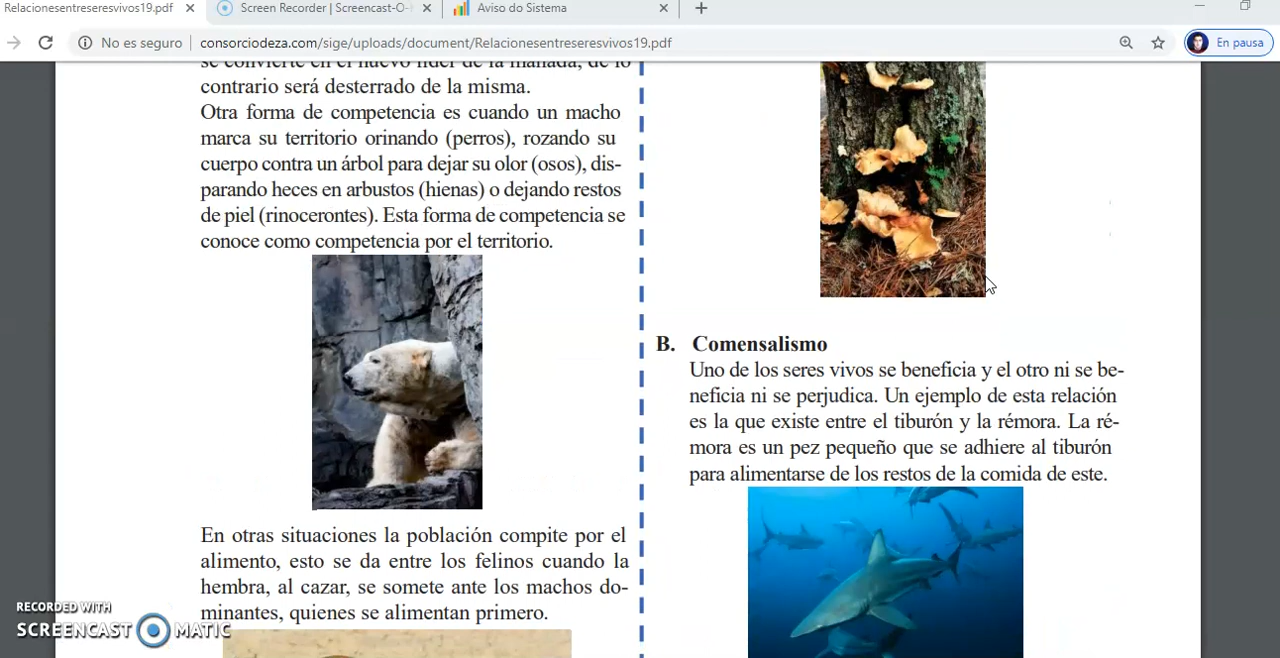 Relacionesentreseresvivos19.pdf
Screen Recorder | Screencast-O-
Aviso do Sistema
No es seguro
consorciodeza.com/sige/uploads/document/Relacionesentreseresvivos19.pdf
En pausa
se convierte en el nuevo líder de la manada, de lo
contrario será desterrado de la misma.
Otra forma de competencia es cuando un macho
marca su territorio orinando (perros), rozando su
cuerpo contra un árbol para dejar su olor (osos), dis-
parando heces en arbustos (hienas) o dejando restos
de piel (rinocerontes). Esta forma de competencia se
conoce como competencia por el territorio.
En otras situaciones la población compite por el
alimento, esto se da entre los felinos cuando la
hembra, al cazar, se somete ante los machos do-
minantes, quienes se alimentan primero.
B. Comensalismo
Uno de los seres vivos se beneficia y el otro ni se be-
neficia ni se perjudica. Un ejemplo de esta relación
es la que existe entre el tiburón y la rémora. La ré-
mora es un pez pequeño que se adhiere al tiburón
para alimentarse de los restos de la comida de este.
RECORDED WITH
SCREENCAST MATIC